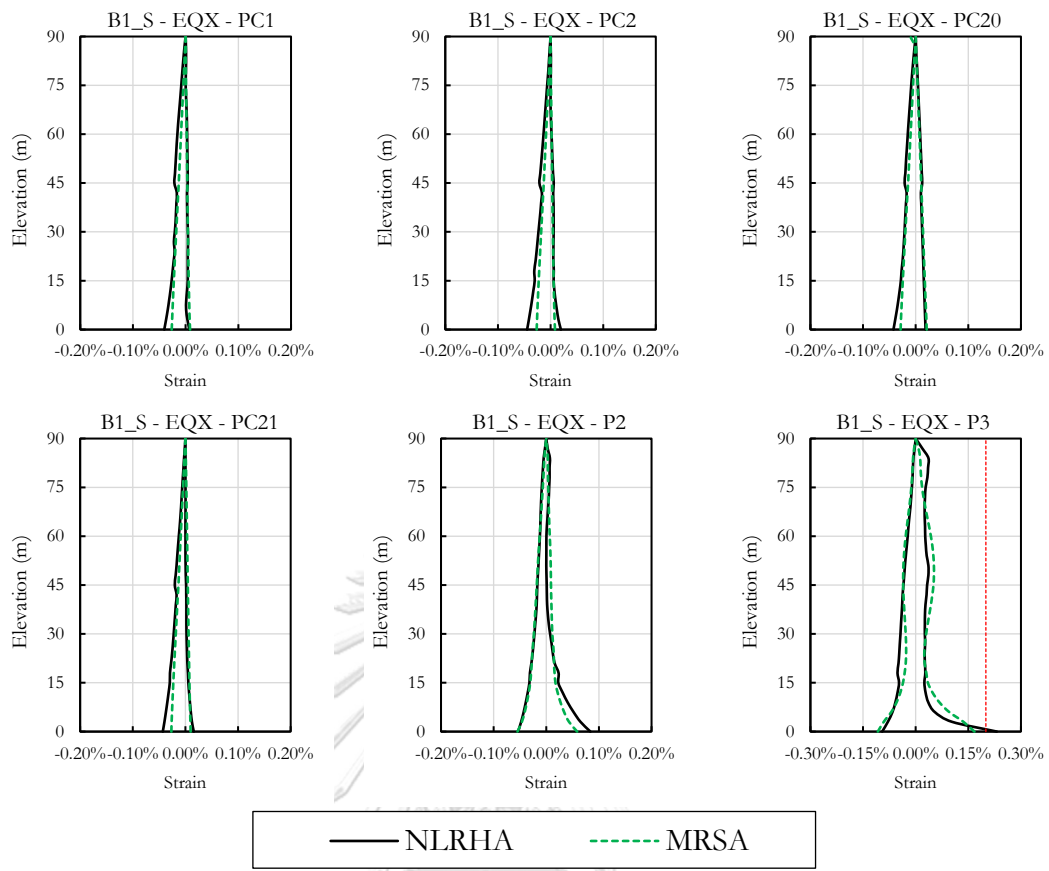 B1_S - EQX - PC1
B1_S - EQX - PC2
B1_S - EQX - PC20
Elevation (m)
90
75
60
45
30
15
0
-0.20% -0.10% 0.00% 0.10% 0.20%
Strain
Elevation (m)
90
75
60
45
30
15
0
-0.20% -0.10% 0.00% 0.10% 0.20%
Strain
Elevation (m)
90
75
60
45
30
15
0
-0.20% -0.10% 0.00% 0.10% 0.20%
Strain
B1_S - EQX - PC21
B1_S - EQX - P2
B1_S - EQX - P3
Elevation (m)
90
75
60
45
30
15
0
-0.20% -0.10% 0.00% 0.10% 0.20%
Strain
Elevation (m)
90
75
60
45
30
15
0
-0.20% -0.10% 0.00% 0.10% 0.20%
Strain
Elevation (m)
90
75
60
45
30
15
0
-0.30% -0.15% 0.00% 0.15% 0.30%
Strain
NLRHA
MRSA